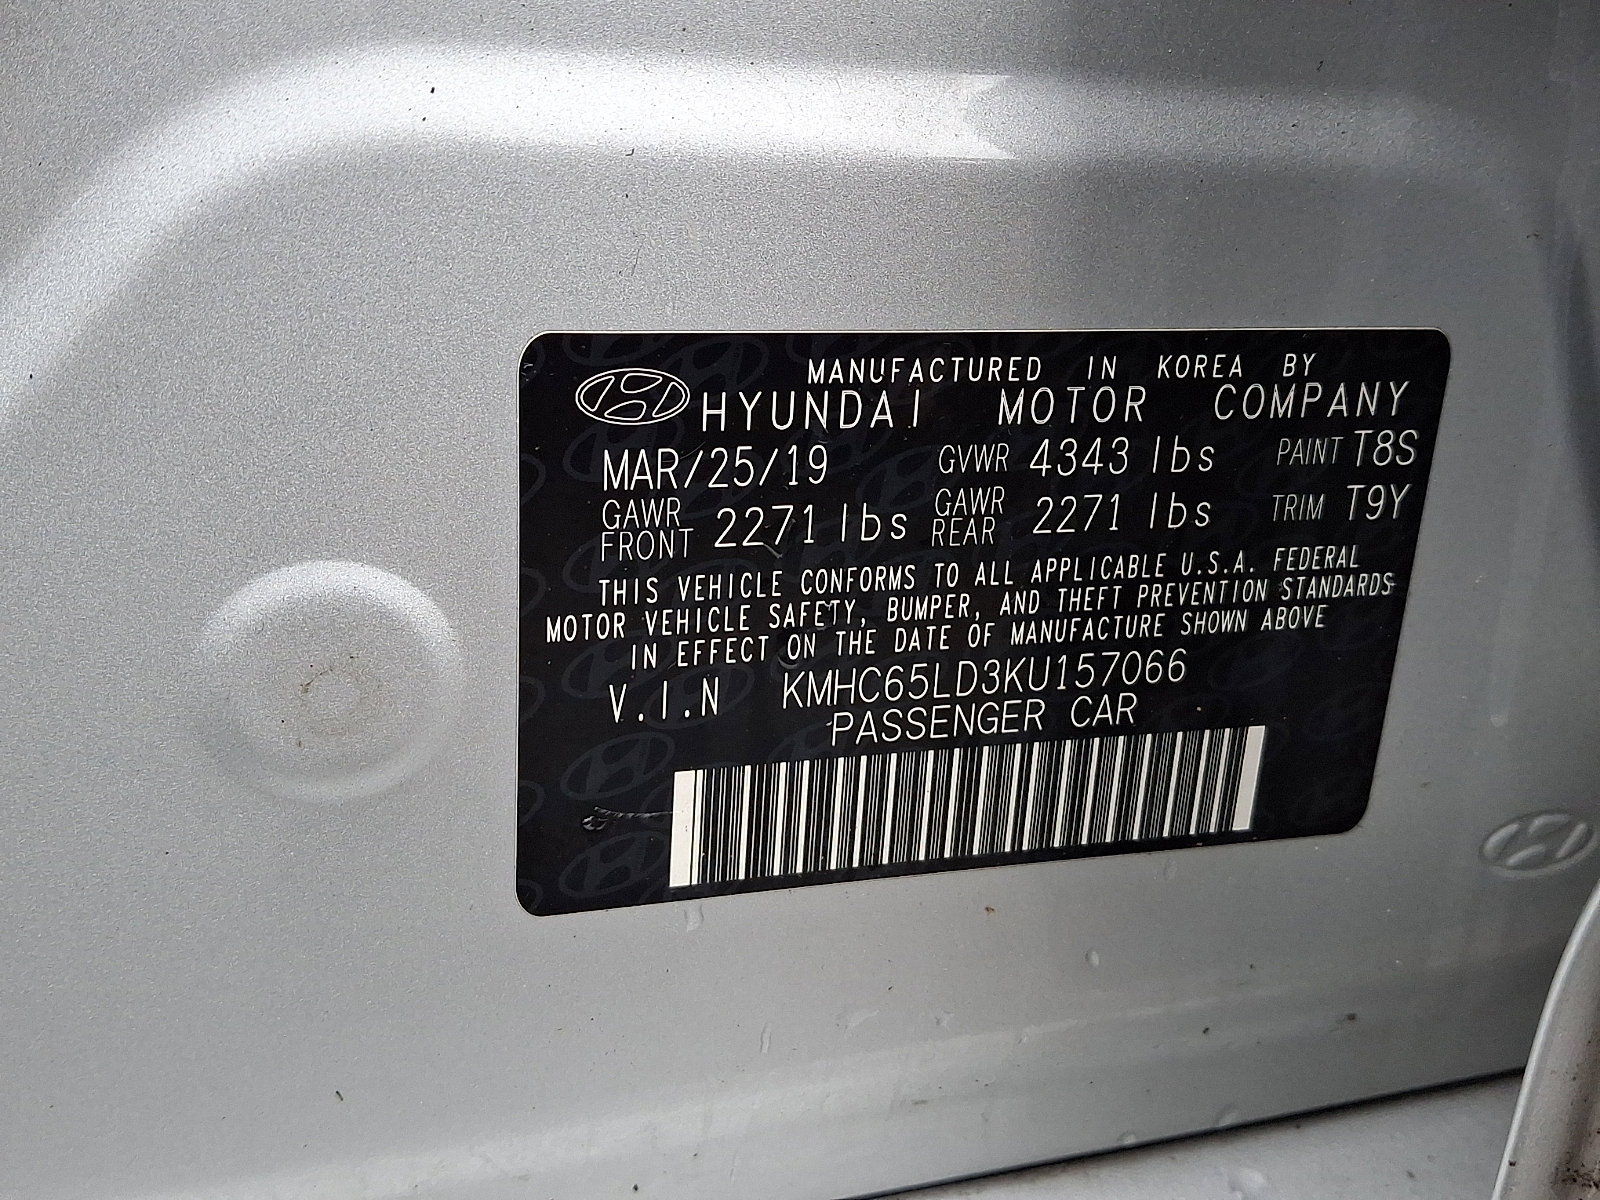 MANUFACTURED IN KOREA BY
HYUNDAI MOTOR COMPANY
MAR/25/19 GVWR 4343 lbs PAINT T8S
GAWR FRONT 2271 lbs GAWR REAR 2271 lbs TRIM T9Y
THIS VEHICLE CONFORMS TO ALL APPLICABLE U.S.A. FEDERAL
MOTOR VEHICLE SAFETY, BUMPER, AND THEFT PREVENTION STANDARDS
IN EFFECT ON THE DATE OF MANUFACTURE SHOWN ABOVE
V.I.N KMHC65LD3KU157066
PASSENGER CAR